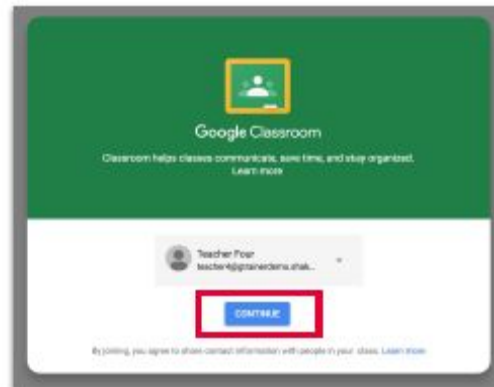 Google Classroom
Classroom helps classes communicate, save time, and stay organized.
Learn more
Teacher Four
CONTINUE
By joining, you agree to share contact information with people in your class. Learn more